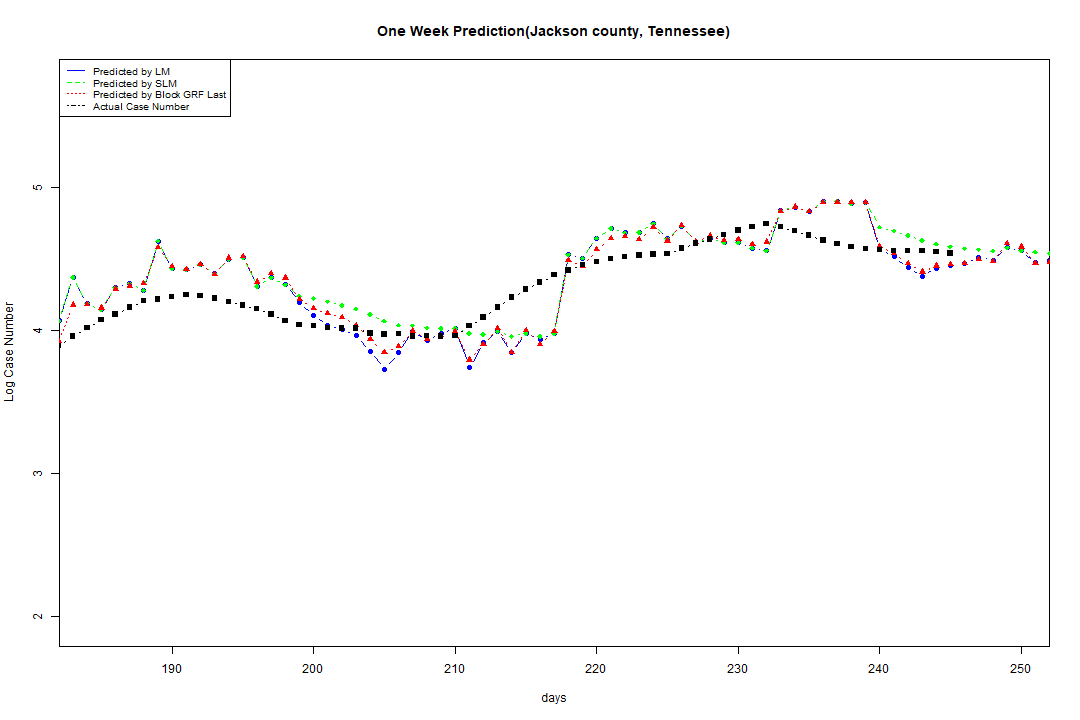 One Week Prediction(Jackson county, Tennessee)
Predicted by LM
Predicted by SLM
Predicted by Block GRF Last
Actual Case Number
5
4
3
2
Log Case Number
190 200 210 220 230 240 250
days